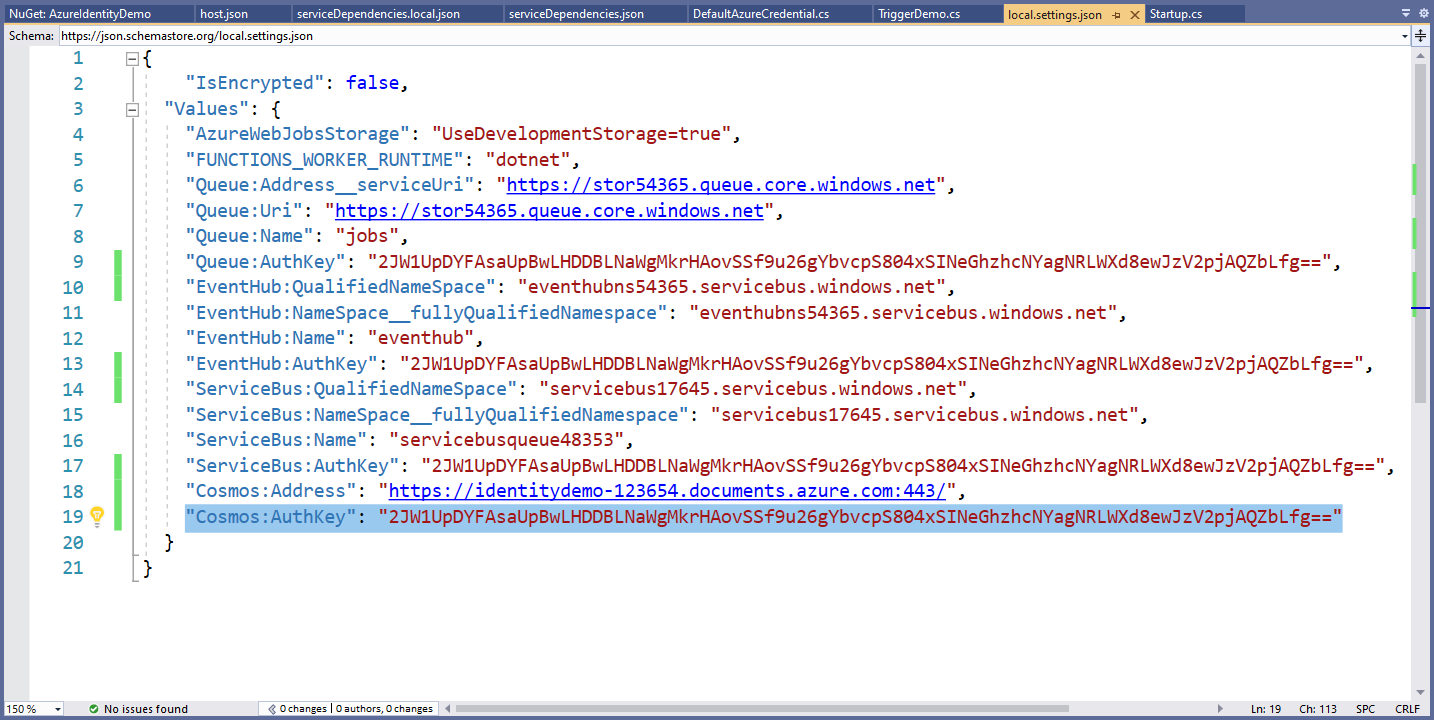 NuGet: AzureIdentityDemo host.json serviceDependencies.local.json serviceDependencies.json DefaultAzureCredential.cs TriggerDemo.cs local.settings.json Startup.cs
Schema: https://json.schemastore.org/local.settings.json
1 {
2 "IsEncrypted": false,
3 "Values": {
4 "AzureWebJobsStorage": "UseDevelopmentStorage=true",
5 "FUNCTIONS_WORKER_RUNTIME": "dotnet",
6 "Queue:Address__serviceUri": "https://stor54365.queue.core.windows.net",
7 "Queue:Uri": "https://stor54365.queue.core.windows.net",
8 "Queue:Name": "jobs",
9 "Queue:AuthKey": "2JW1UpDYFAsaUpBwLHDDBLNaWgMkrHAovSSf9u26gYbvcpS804xSINeGhzhcNYagNRLWXd8ewJzV2pjAQZbLfg==",
10 "EventHub:QualifiedNameSpace": "eventhubns54365.servicebus.windows.net",
11 "EventHub:NameSpace__fullyQualifiedNamespace": "eventhubns54365.servicebus.windows.net",
12 "EventHub:Name": "eventhub",
13 "EventHub:AuthKey": "2JW1UpDYFAsaUpBwLHDDBLNaWgMkrHAovSSf9u26gYbvcpS804xSINeGhzhcNYagNRLWXd8ewJzV2pjAQZbLfg==",
14 "ServiceBus:QualifiedNameSpace": "servicebus17645.servicebus.windows.net",
15 "ServiceBus:NameSpace__fullyQualifiedNamespace": "servicebus17645.servicebus.windows.net",
16 "ServiceBus:Name": "servicebusqueue48353",
17 "ServiceBus:AuthKey": "2JW1UpDYFAsaUpBwLHDDBLNaWgMkrHAovSSf9u26gYbvcpS804xSINeGhzhcNYagNRLWXd8ewJzV2pjAQZbLfg==",
18 "Cosmos:Address": "https://identitydemo-123654.documents.azure.com:443/",
19 "Cosmos:AuthKey": "2JW1UpDYFAsaUpBwLHDDBLNaWgMkrHAovSSf9u26gYbvcpS804xSINeGhzhcNYagNRLWXd8ewJzV2pjAQZbLfg=="
20 }
21 }
150 % No issues found 0 changes | 0 authors, 0 changes Ln: 19 Ch: 113 SPC CRLF